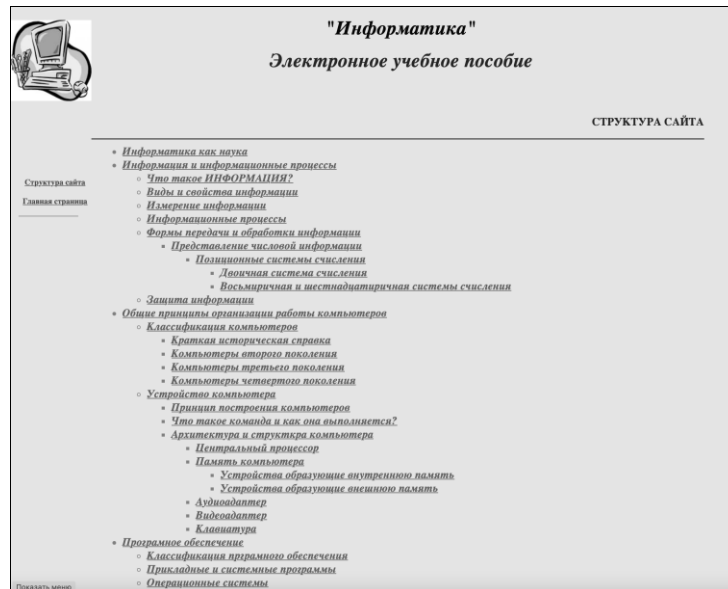 "Информатика"
Электронное учебное пособие
СТРУКТУРА САЙТА
Структура сайта
Главная страница
Информатика как наука
Информация и информационные процессы
Что такое ИНФОРМАЦИЯ?
Виды и свойства информации
Измерение информации
Информационные процессы
Формы передачи и обработки информации
Представление числовой информации
Позиционные системы счисления
Двоичная система счисления
Восьмиричная и шестнадцатиричная системы счисления
Защита информации
Общие принципы организации работы компьютеров
Классификация компьютеров
Краткая историческая справка
Компьютеры второго поколения
Компьютеры третьего поколения
Компьютеры четвертого поколения
Устройство компьютера
Принцип построения компьютеров
Что такое команда и как она выполняется?
Архитектура и структкра компьютера
Центральный процессор
Память компьютера
Устройства образующие внутреннюю память
Устройства образующие внешнюю память
Аудиоадаптер
Видеоадаптер
Клавиатура
Програмное обеспечение
Классификация прграмного обеспечения
Прикладные и системные программы
Операционные системы
Показать меню